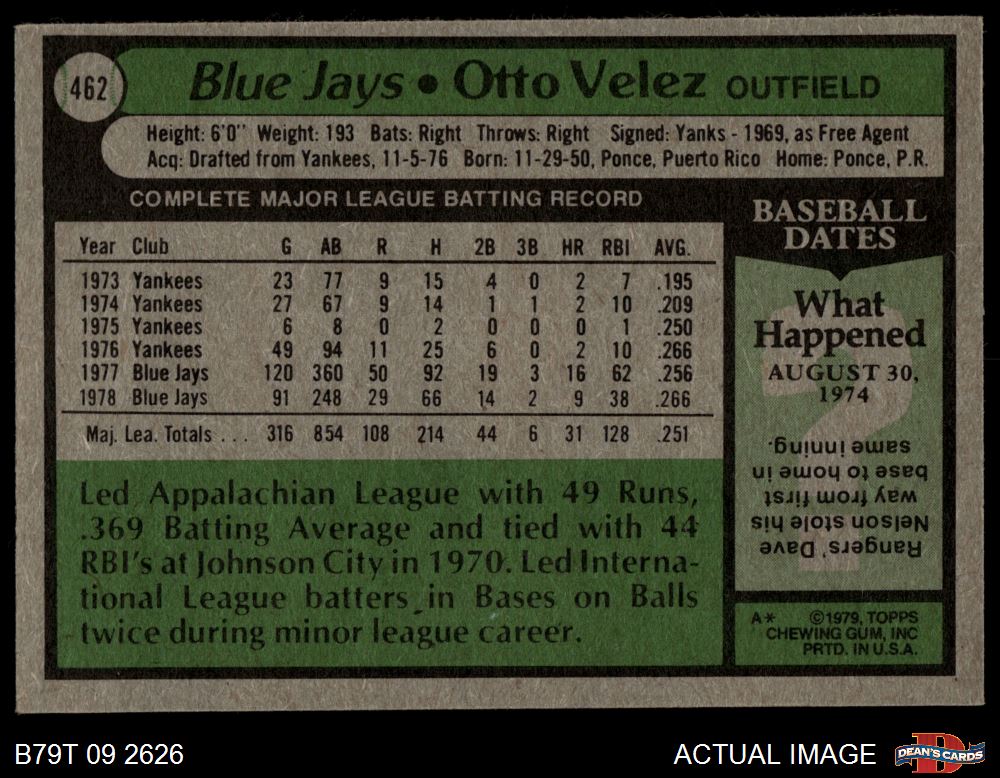 462
Blue Jays • Otto Velez OUTFIELD
Height: 6'0" Weight: 193 Bats: Right Throws: Right Signed: Yanks - 1969, as Free Agent
Acq: Drafted from Yankees, 11-5-76 Born: 11-29-50, Ponce, Puerto Rico Home: Ponce, P.R.
COMPLETE MAJOR LEAGUE BATTING RECORD
Year Club G AB R H 2B 3B HR RBI AVG.
1973 Yankees 23 77 9 15 4 0 2 7 .195
1974 Yankees 27 67 9 14 1 1 2 10 .209
1975 Yankees 6 8 0 2 0 0 0 1 .250
1976 Yankees 49 94 11 25 6 0 2 10 .266
1977 Blue Jays 120 360 50 92 19 3 16 62 .256
1978 Blue Jays 91 248 29 66 14 2 9 38 .266
Maj. Lea. Totals ... 316 854 108 214 44 6 31 128 .251
Led Appalachian League with 49 Runs,
.369 Batting Average and tied with 44
RBI's at Johnson City in 1970. Led Interna-
tional League batters in Bases on Balls
twice during minor league career.
BASEBALL
DATES
What
Happened
AUGUST 30,
1974
Rangers' Dave
Nelson stole his
way from first
base to home in
same inning.
A* ©1979, TOPPS
CHEWING GUM, INC
PRTD. IN U.S.A.
B79T 09 2626
ACTUAL IMAGE
D
DEAN'S CARDS